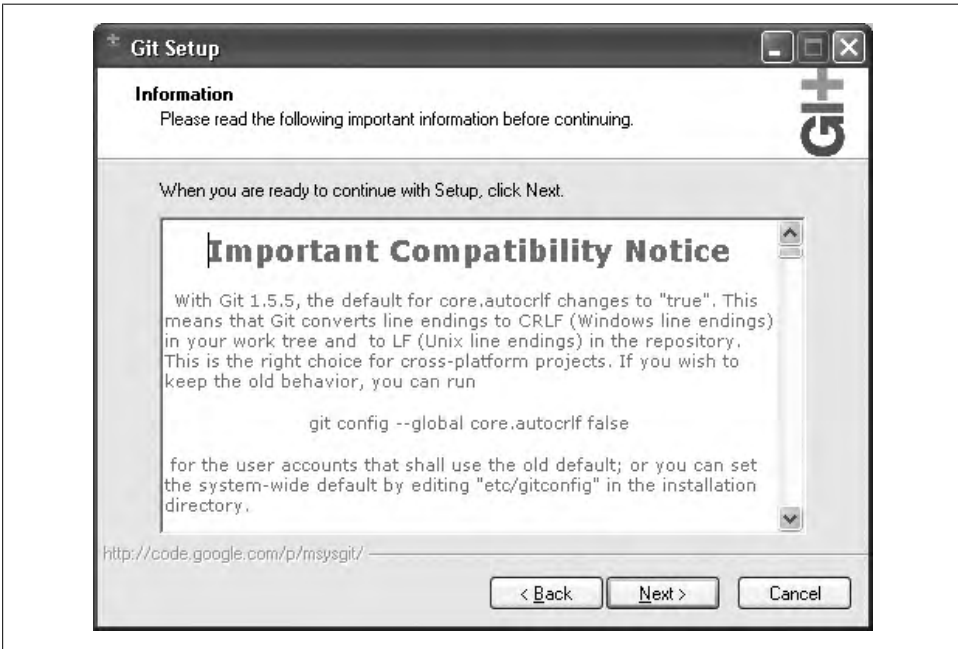 Git Setup
Information
Please read the following important information before continuing.
GIT
When you are ready to continue with Setup, click Next.
Important Compatibility Notice
With Git 1.5.5, the default for core.autocrlf changes to "true". This
means that Git converts line endings to CRLF (Windows line endings)
in your work tree and to LF (Unix line endings) in the repository.
This is the right choice for cross-platform projects. If you wish to
keep the old behavior, you can run
git config --global core.autocrlf false
for the user accounts that shall use the old default; or you can set
the system-wide default by editing "etc/gitconfig" in the installation
directory.
http://code.google.com/p/msysgit/
< Back
Next >
Cancel